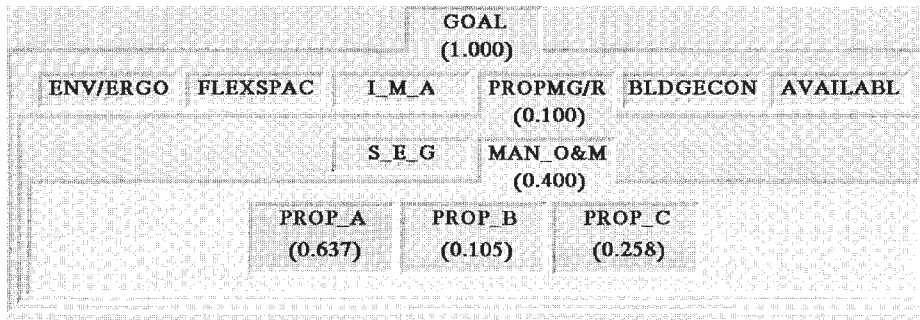 GOAL
(1.000)
ENV/ERGO FLEXSPAC I_M_A PROPMG/R BLDGECON AVAILABL
(0.100)
S_E_G MAN_O&M
(0.400)
PROP_A PROP_B PROP_C
(0.637) (0.105) (0.258)